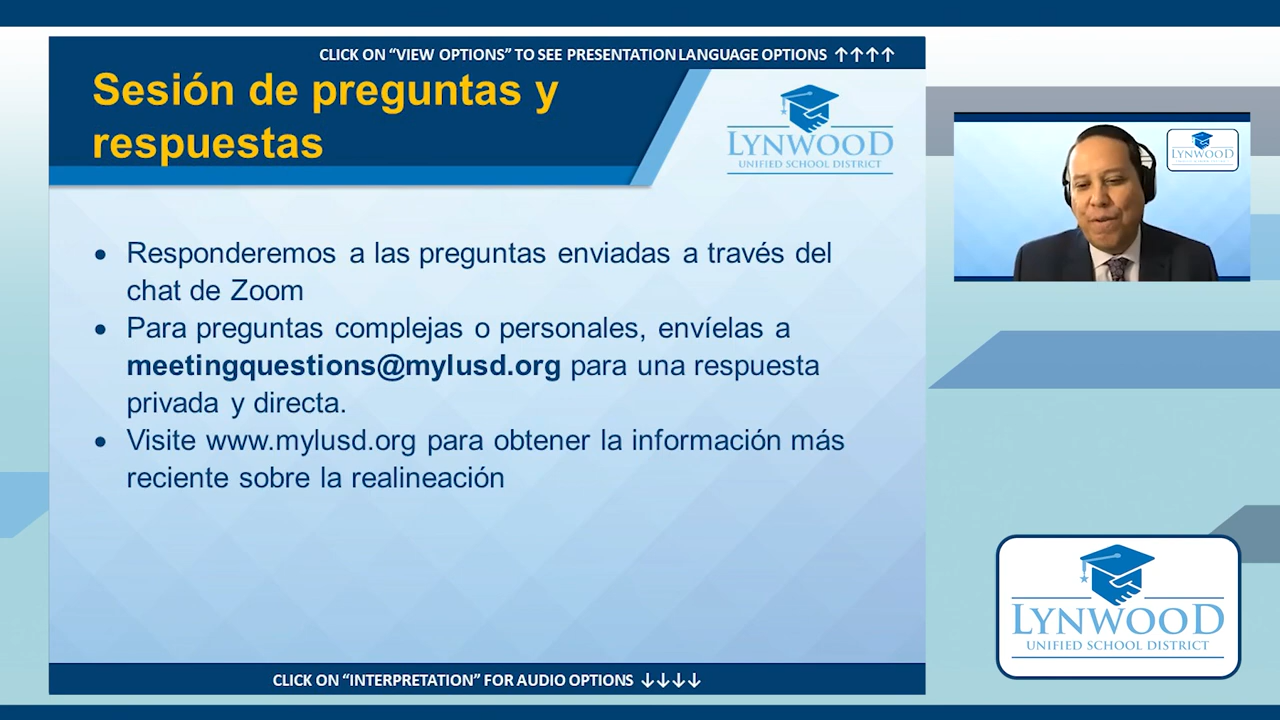 CLICK ON “VIEW OPTIONS” TO SEE PRESENTATION LANGUAGE OPTIONS ↑↑↑↑
Sesión de preguntas y
respuestas
LYNWOOD
UNIFIED SCHOOL DISTRICT
LYNWOOD
• Responderemos a las preguntas enviadas a través del
chat de Zoom
• Para preguntas complejas o personales, envíelas a
meetingquestions@mylusd.org para una respuesta
privada y directa.
• Visite www.mylusd.org para obtener la información más
reciente sobre la realineación
LYNWOOD
UNIFIED SCHOOL DISTRICT
CLICK ON “INTERPRETATION” FOR AUDIO OPTIONS ↓↓↓↓